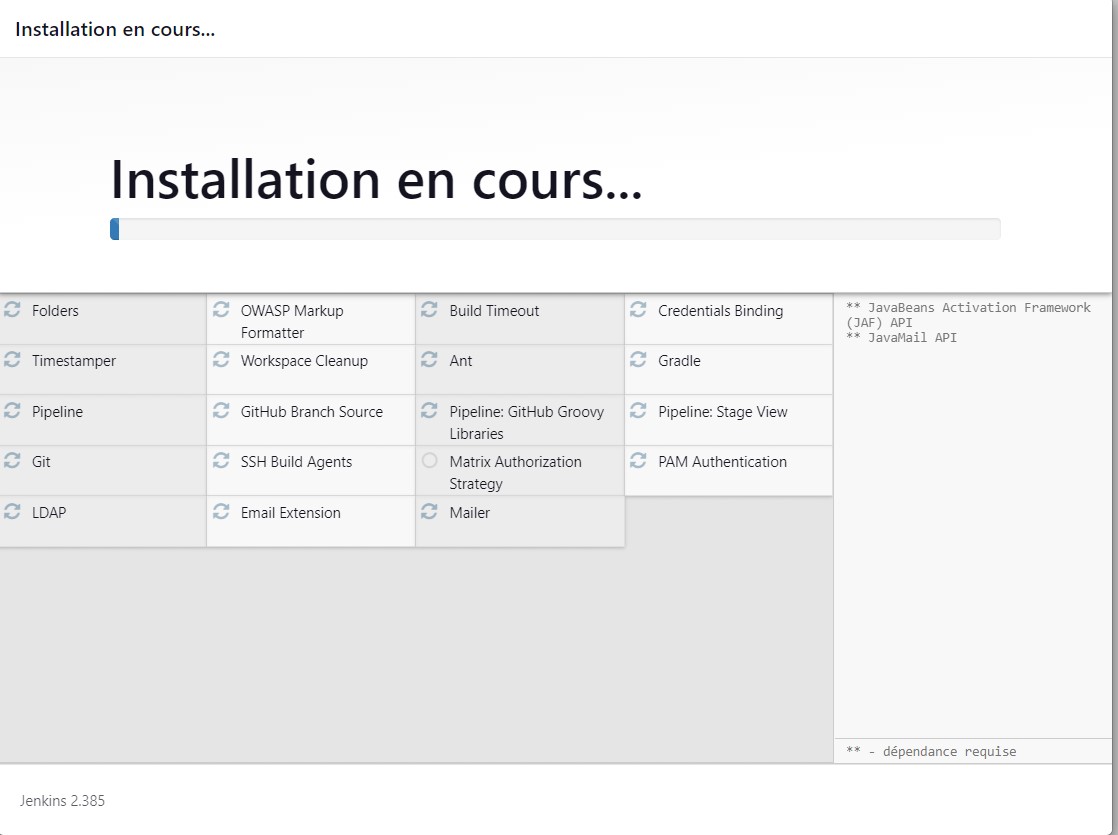 Installation en cours...
Installation en cours...
Folders
OWASP Markup
Formatter
Build Timeout
Credentials Binding
Timestamper
Workspace Cleanup
Ant
Gradle
Pipeline
GitHub Branch Source
Pipeline: GitHub Groovy
Libraries
Pipeline: Stage View
Git
SSH Build Agents
Matrix Authorization
Strategy
PAM Authentication
LDAP
Email Extension
Mailer
** JavaBeans Activation Framework
(JAF) API
** JavaMail API
** - dépendance requise
Jenkins 2.385